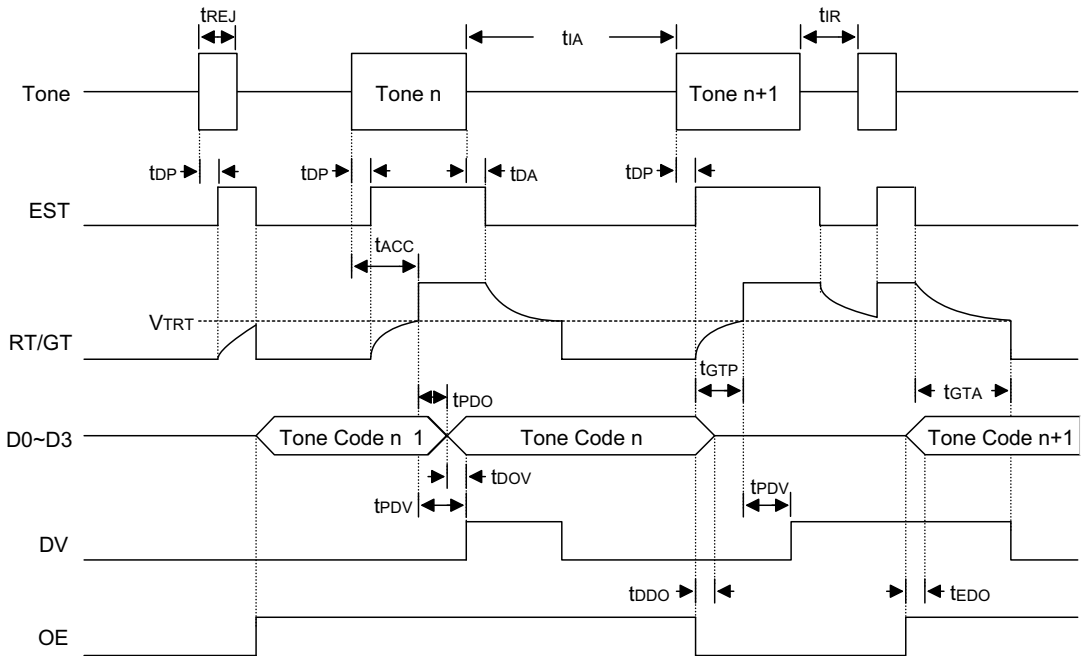 tREJ
tIA
tIR
Tone
Tone n
Tone n+1
tDP
tDP
tDA
tDP
EST
tACC
VTRT
RT/GT
tGTP
tGTA
tPDO
D0~D3
Tone Code n 1
Tone Code n
Tone Code n+1
tDOV
tPDV
tPDV
DV
tDDO
tEDO
OE